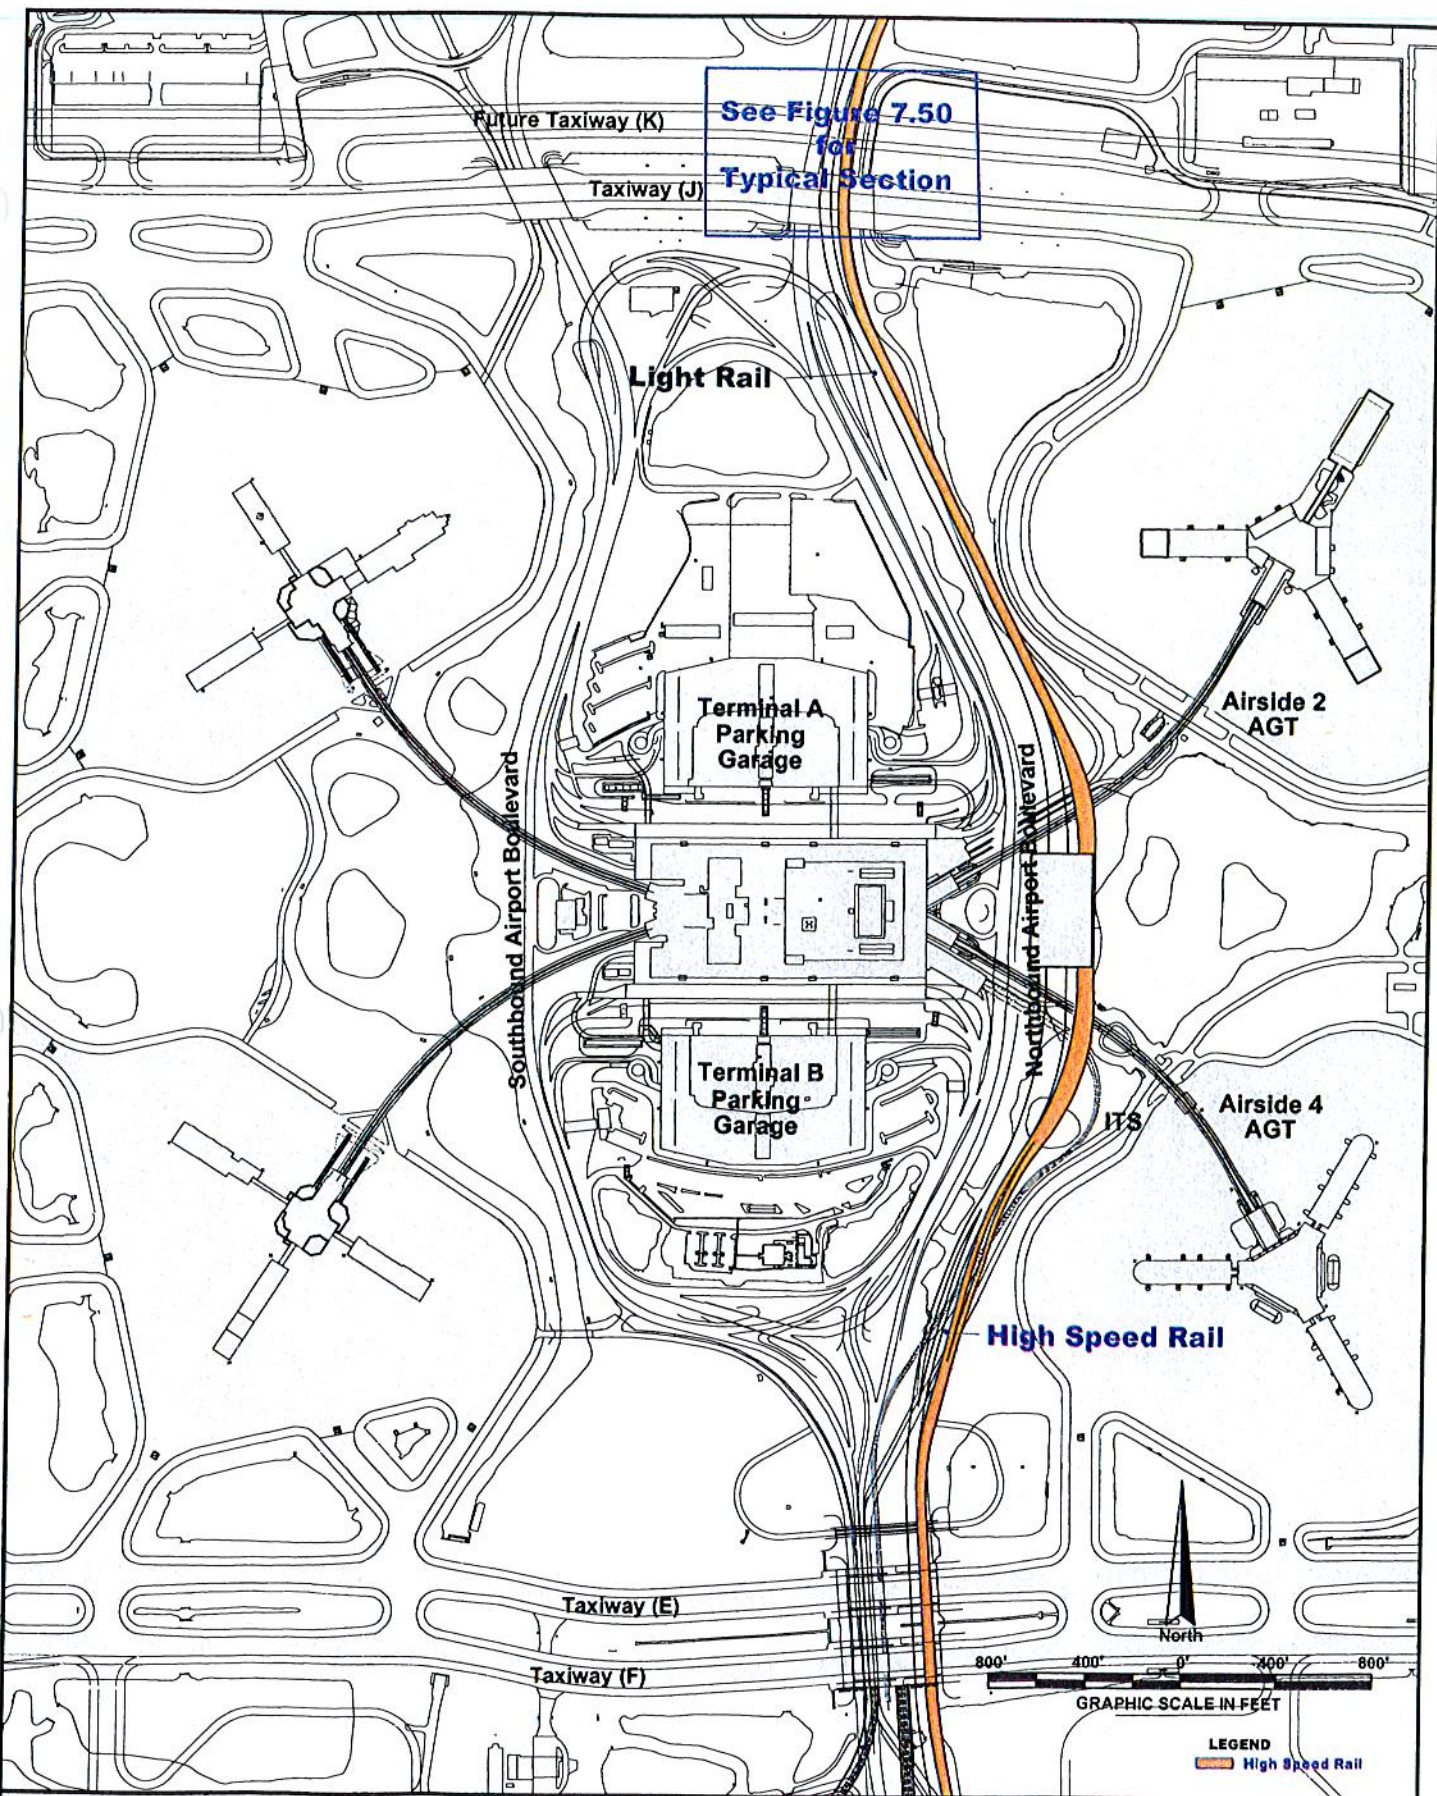 Future Taxiway (K)
See Figure 7.50
for
Typical Section
Taxiway (J)
Light Rail
Terminal A
Parking
Garage
Airside 2
AGT
Southbound Airport Boulevard
Northbound Airport Boulevard
H
Terminal B
Parking
Garage
ITS
Airside 4
AGT
High Speed Rail
Taxiway (E)
Taxiway (F)
North
800' 400' 0' 400' 800'
GRAPHIC SCALE IN FEET
LEGEND
High Speed Rail